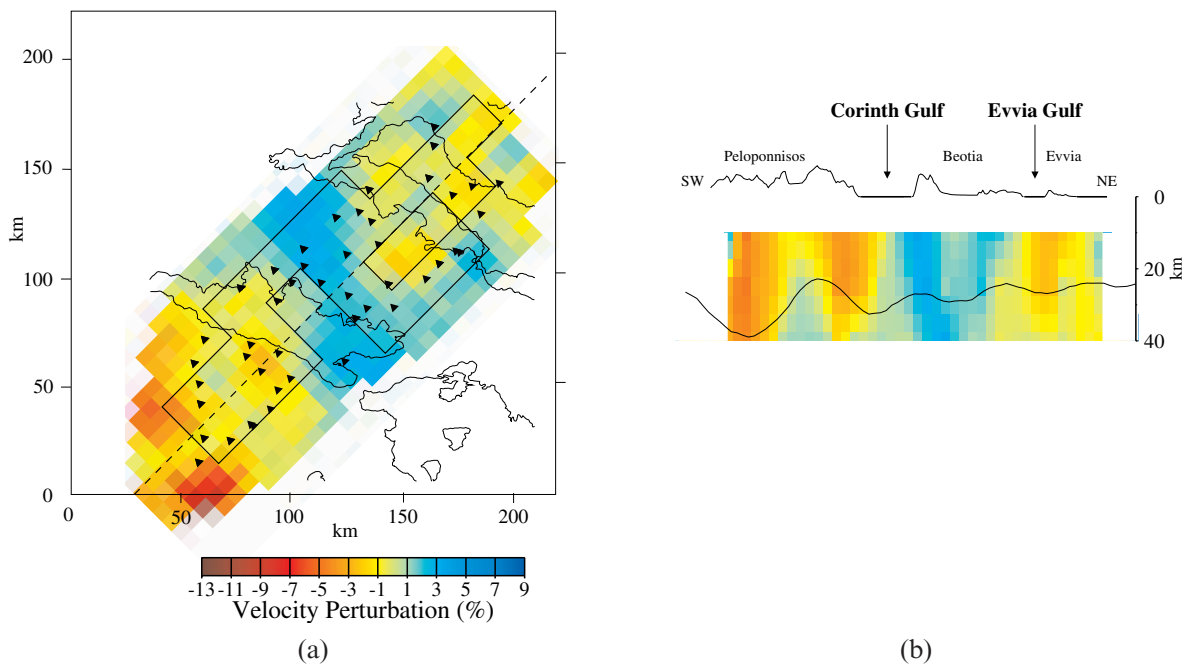 200
150
100
50
0
km
0
50
100
150
200
km
-13 -11 -9 -7 -5 -3 -1 1 3 5 7 9
Velocity Perturbation (%)
(a)
Corinth Gulf
Evvia Gulf
Peloponnisos
Beotia
Evvia
SW
NE
0
20
40
km
(b)